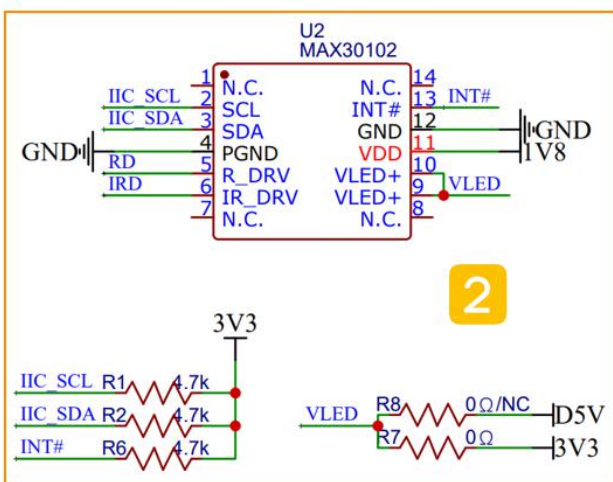 U2
MAX30102
1 N.C. N.C. 14
IIC_SCL 2 SCL INT# 13 INT#
IIC_SDA 3 SDA GND 12 GND
GND 4 PGND VDD 11 1V8
RD 5 R_DRV VLED+ 10
IRD 6 IR_DRV VLED+ 9 VLED
7 N.C. N.C. 8
2
3V3
IIC_SCL R1 4.7k
IIC_SDA R2 4.7k
INT# R6 4.7k
VLED R8 0Ω/NC D5V
R7 0Ω 3V3